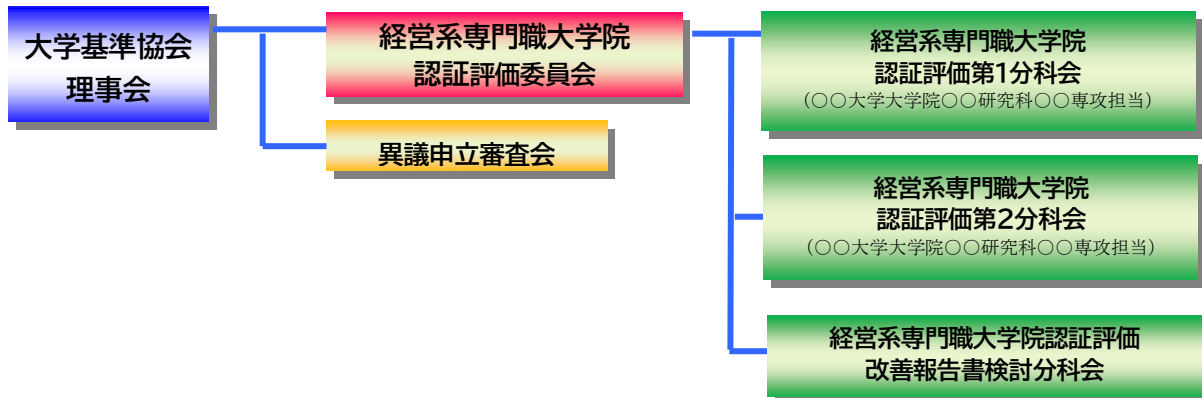 大学基準協会
理事会
経営系専門職大学院
認証評価委員会
異議申立審査会
経営系専門職大学院
認証評価第1分科会
(○○大学大学院○○研究科○○専攻担当)
経営系専門職大学院
認証評価第2分科会
(○○大学大学院○○研究科○○専攻担当)
経営系専門職大学院認証評価
改善報告書検討分科会